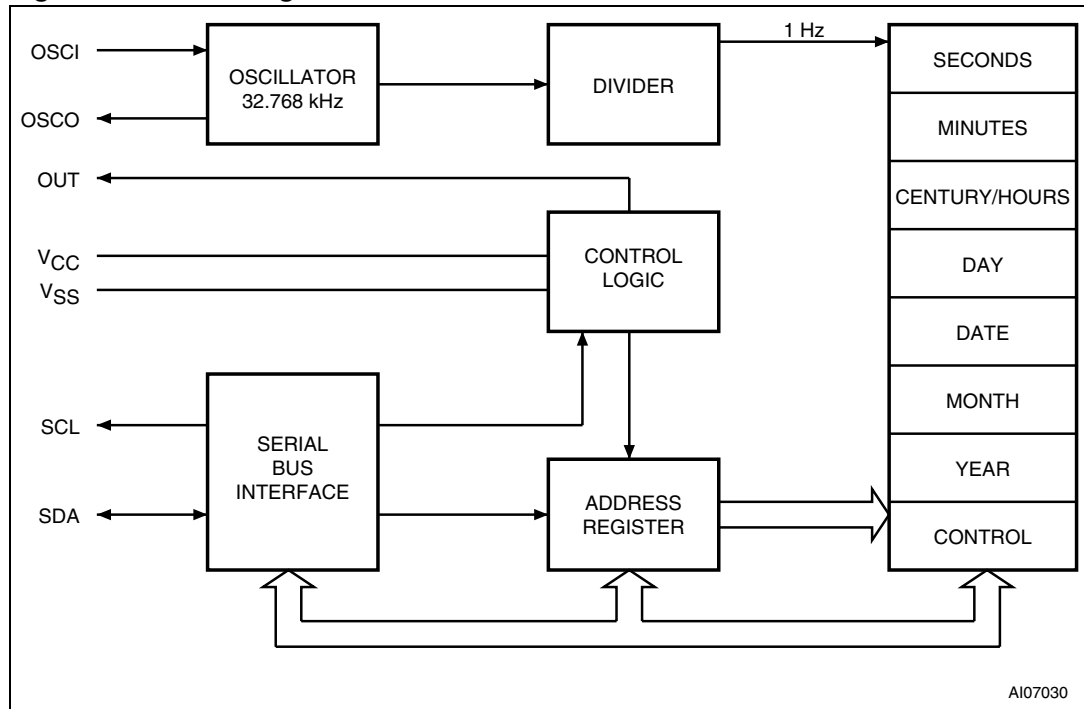 OSCI
OSCO
OUT
VCC
VSS
SCL
SDA
OSCILLATOR
32.768 kHz
DIVIDER
1 Hz
CONTROL
LOGIC
SERIAL
BUS
INTERFACE
ADDRESS
REGISTER
SECONDS
MINUTES
CENTURY/HOURS
DAY
DATE
MONTH
YEAR
CONTROL
AI07030